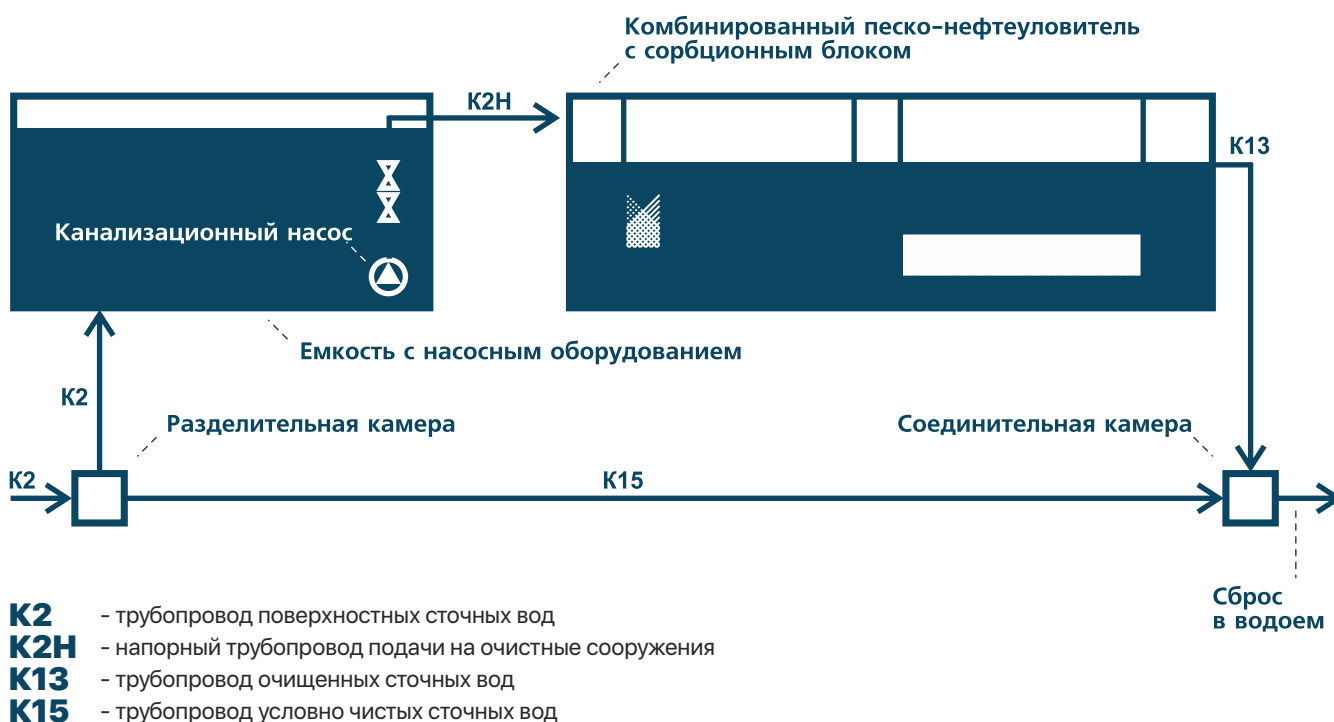 Комбинированный песко-нефтеуловитель
с сорбционным блоком
К2Н
К13
Канализационный насос
Емкость с насосным оборудованием
К2
Разделительная камера
Соединительная камера
К2
К15
Сброс
в водоем
К2 - трубопровод поверхностных сточных вод
К2Н - напорный трубопровод подачи на очистные сооружения
К13 - трубопровод очищенных сточных вод
К15 - трубопровод условно чистых сточных вод